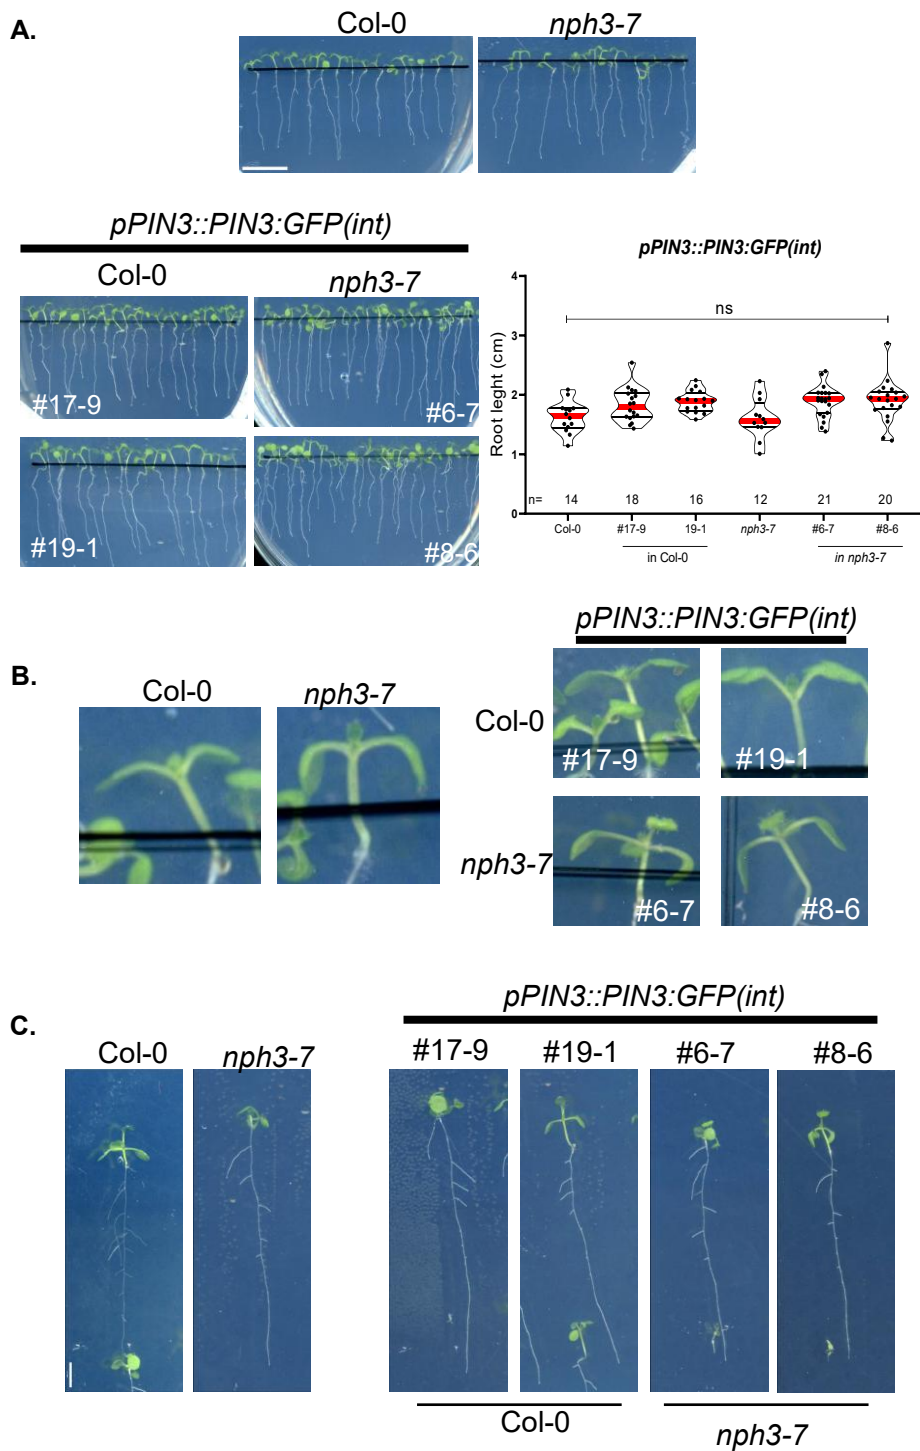 A.
Col-0 nph3-7
pPIN3::PIN3:GFP(int)
Col-0 nph3-7
#17-9 #6-7
#19-1 #8-6
pPIN3::PIN3:GFP(int)
Root leght (cm)
4
3
2
1
0
ns
n= 14 18 16 12 21 20
Col-0 #17-9 19-1 nph3-7 #6-7 #8-6
in Col-0 in nph3-7
B.
Col-0 nph3-7
pPIN3::PIN3:GFP(int)
Col-0
#17-9 #19-1
nph3-7
#6-7 #8-6
C.
Col-0 nph3-7
pPIN3::PIN3:GFP(int)
#17-9 #19-1 #6-7 #8-6
Col-0 nph3-7